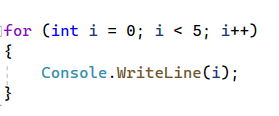 for (int i = 0; i < 5; i++)
{
    Console.WriteLine(i);
}